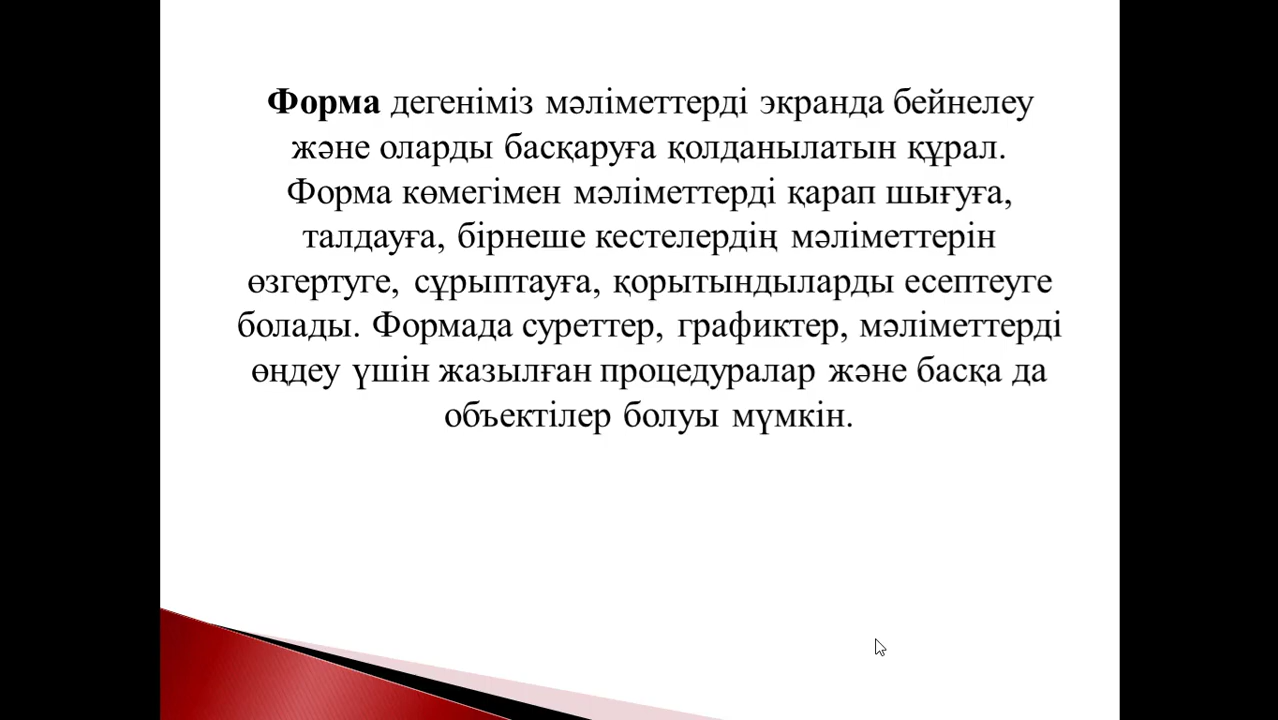 Форма дегеніміз мәліметтерді экранда бейнелеу
және оларды басқаруға қолданылатын құрал.
Форма көмегімен мәліметтерді қарап шығуға,
талдауға, бірнеше кестелердің мәліметтерін
өзгертуге, сұрыптауға, қорытындыларды есептеуге
болады. Формада суреттер, графиктер, мәліметтерді
өңдеу үшін жазылған процедуралар және басқа да
объектілер болуы мүмкін.